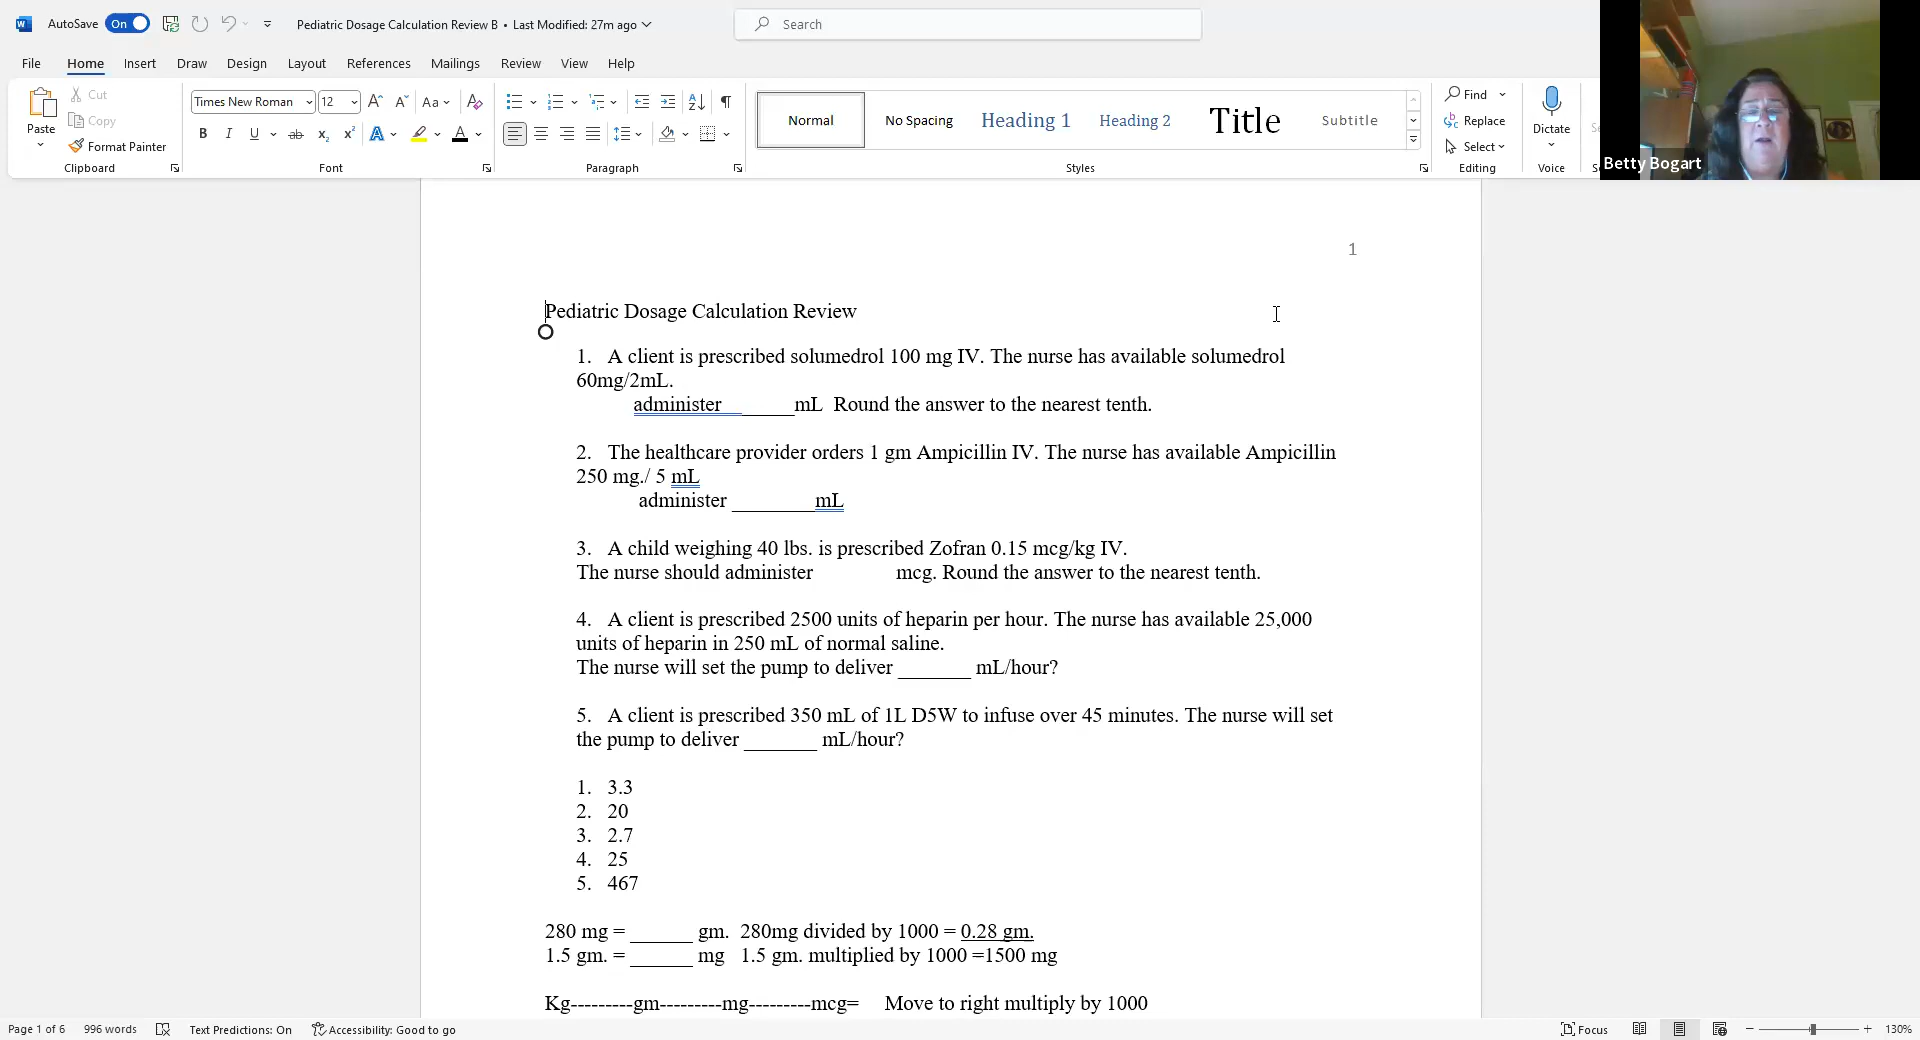 AutoSave On Pediatric Dosage Calculation Review B • Last Modified: 27m ago Search
File Home Insert Draw Design Layout References Mailings Review View Help
Paste Cut Copy Format Painter
Times New Roman 12 Aa
Normal No Spacing Heading 1 Heading 2 Title Subtitle
Find Replace Select
Dictate
Clipboard Font Paragraph Styles Editing Voice
Betty Bogart
1
Pediatric Dosage Calculation Review
1. A client is prescribed solumedrol 100 mg IV. The nurse has available solumedrol
60mg/2mL.
administer ______mL Round the answer to the nearest tenth.
2. The healthcare provider orders 1 gm Ampicillin IV. The nurse has available Ampicillin
250 mg./ 5 mL
administer ________mL
3. A child weighing 40 lbs. is prescribed Zofran 0.15 mcg/kg IV.
The nurse should administer mcg. Round the answer to the nearest tenth.
4. A client is prescribed 2500 units of heparin per hour. The nurse has available 25,000
units of heparin in 250 mL of normal saline.
The nurse will set the pump to deliver _______ mL/hour?
5. A client is prescribed 350 mL of 1L D5W to infuse over 45 minutes. The nurse will set
the pump to deliver _______ mL/hour?
1. 3.3
2. 20
3. 2.7
4. 25
5. 467
280 mg = ______ gm. 280mg divided by 1000 = 0.28 gm.
1.5 gm. = ______ mg 1.5 gm. multiplied by 1000 =1500 mg
Kg---------gm---------mg---------mcg= Move to right multiply by 1000
Page 1 of 6 996 words Text Predictions: On Accessibility: Good to go Focus 130%